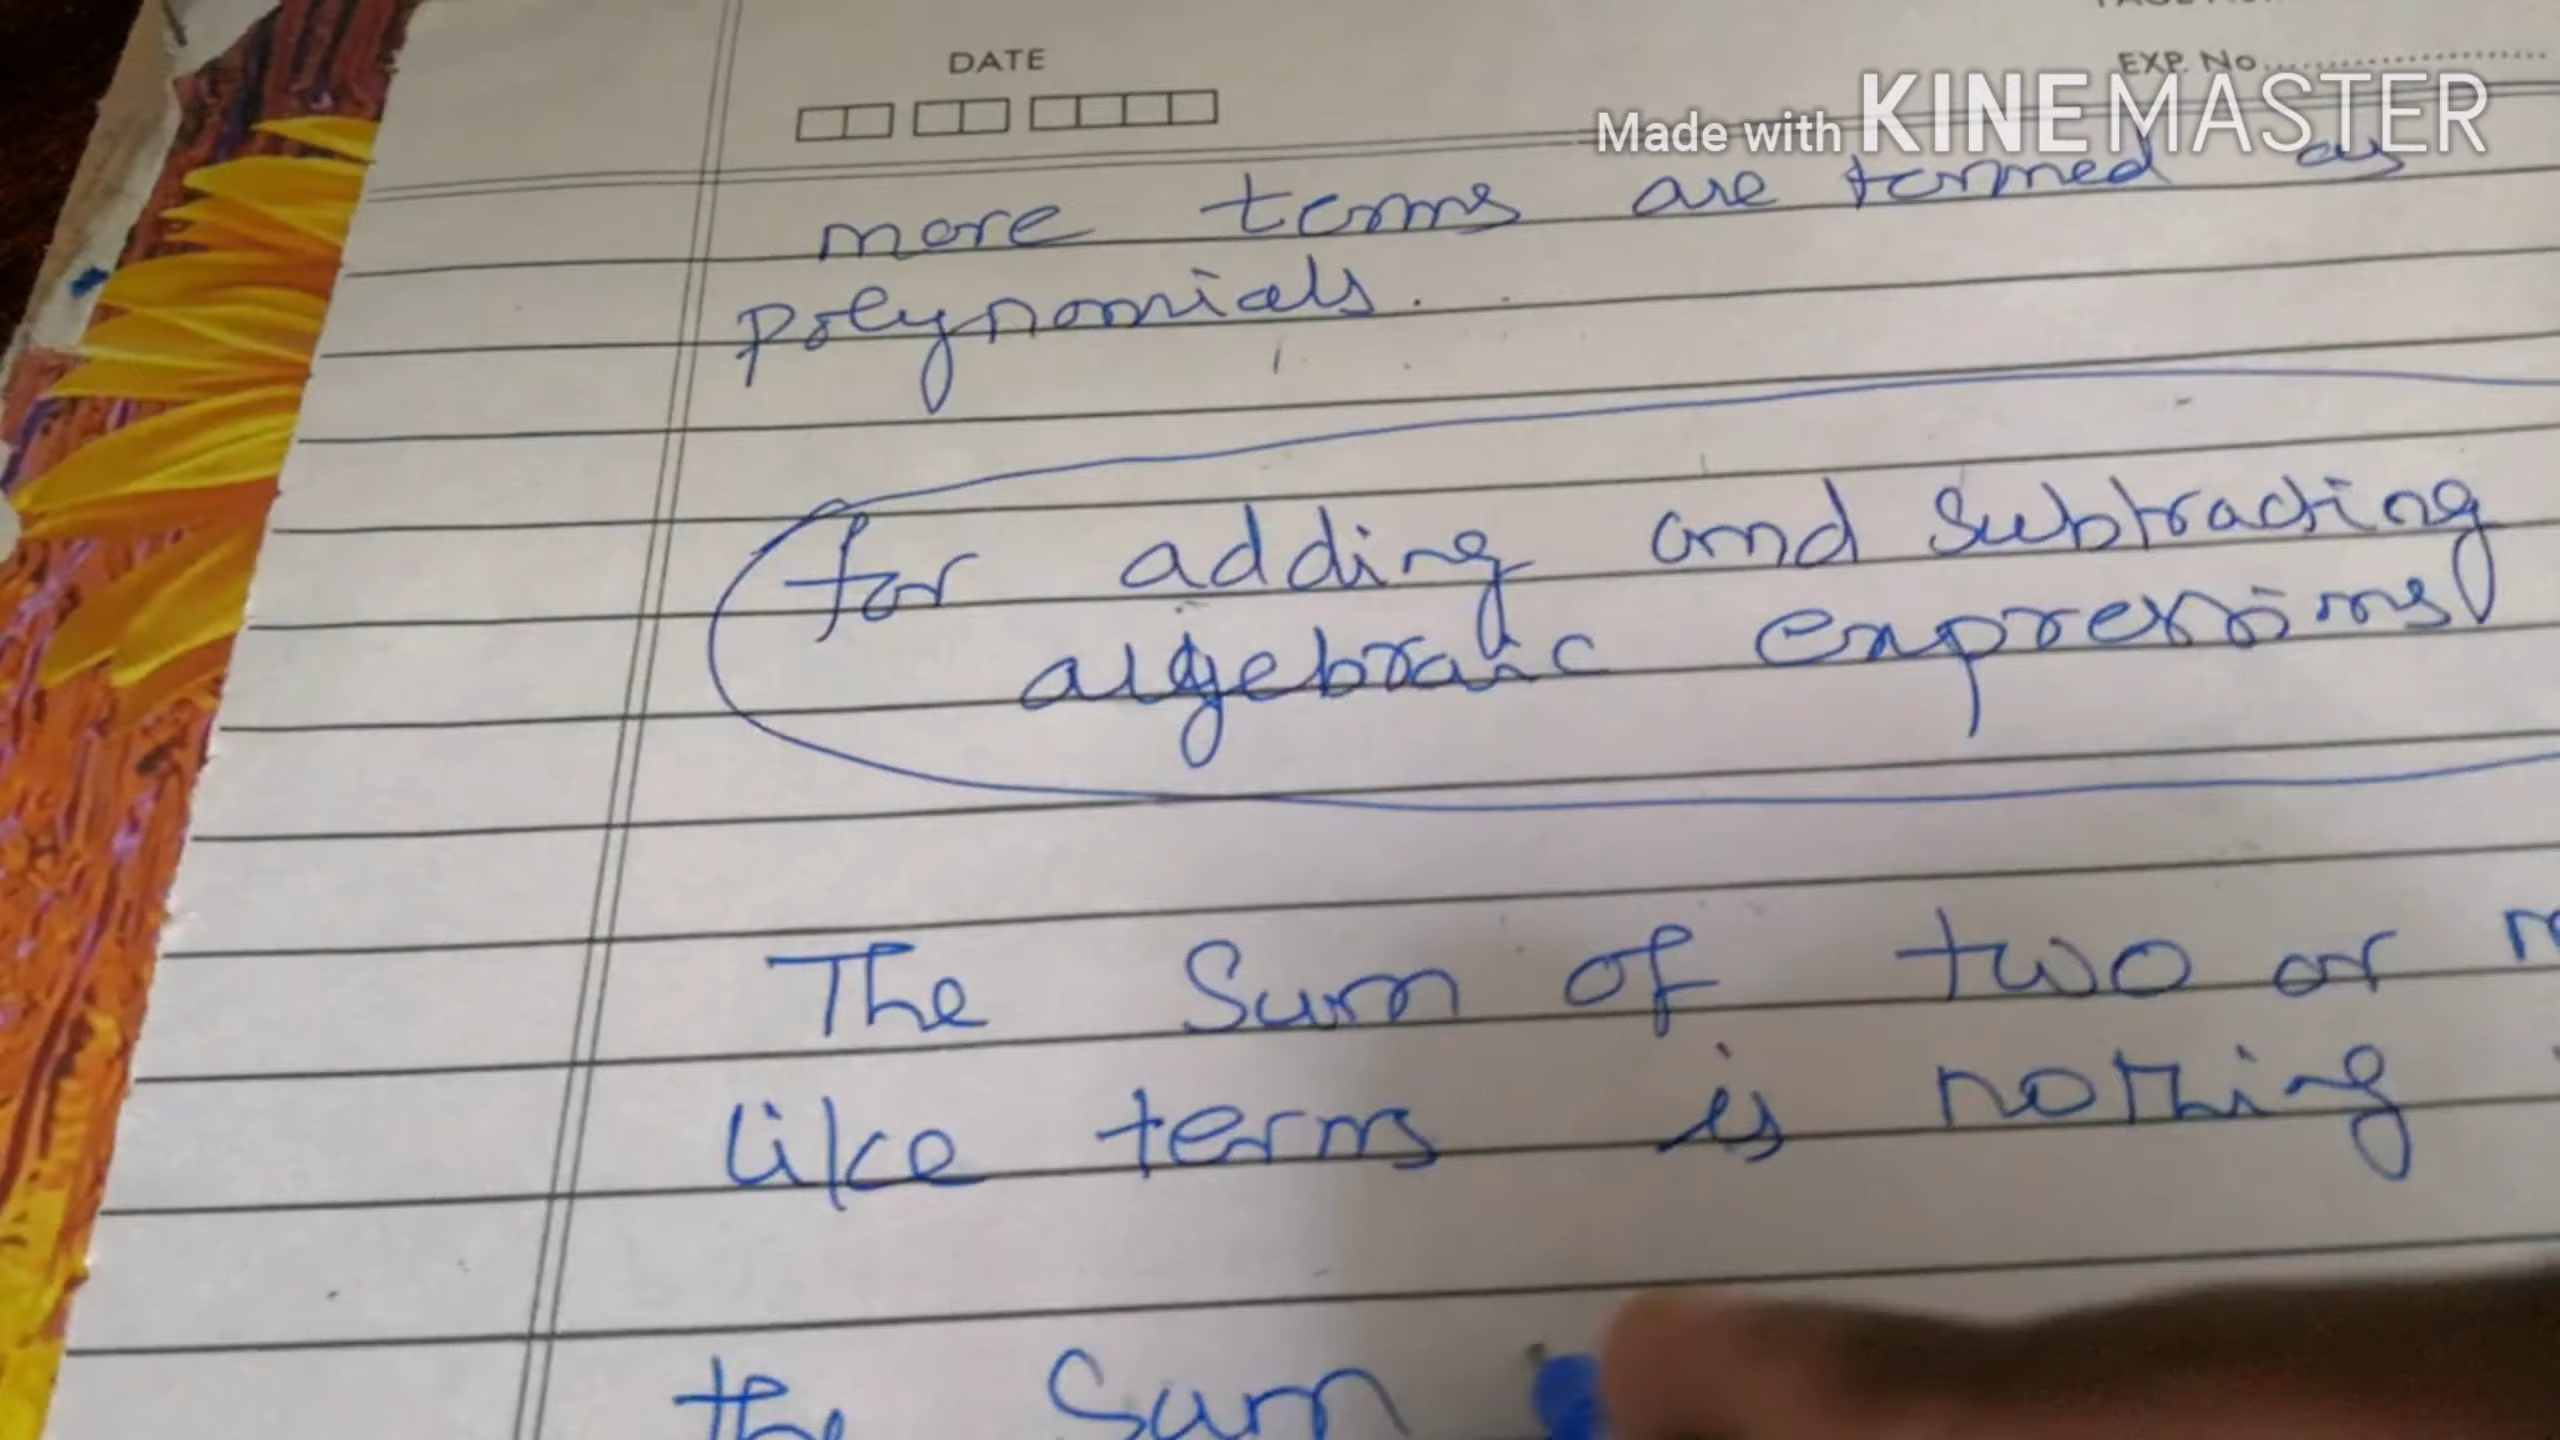 DATE
EXP. No
Made with KINEMASTER
more terms are termed as
polynomials.
for adding and subtracting
algebraic expressions
The Sum of two or
like terms is nothing
the Sum